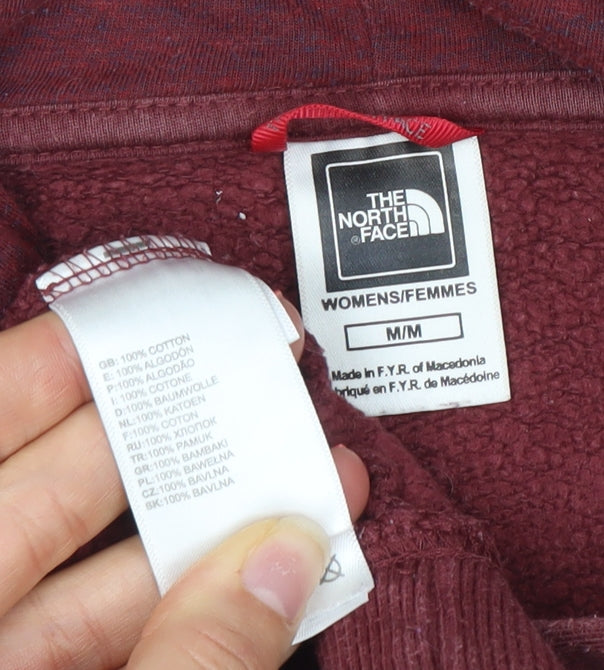 THE
NORTH
FACE
®
WOMENS/FEMMES
M/M
Made in F.Y.R. of Macedonia
briqué en F.Y.R. de Macédoine
GB: 100% COTTON
E: 100% ALGODÓN
P:100% ALGODÃO
I: 100% COTONE
D:100% BAUMWOLLE
NL:100% KATOEN
F:100% COTON
RU:100% ХЛОПОК
TR:100% PAMUK
GR:100% BAMBAKI
PL:100% BAWEŁNA
CZ:100% BAVLNA
SK:100% BAVLNA